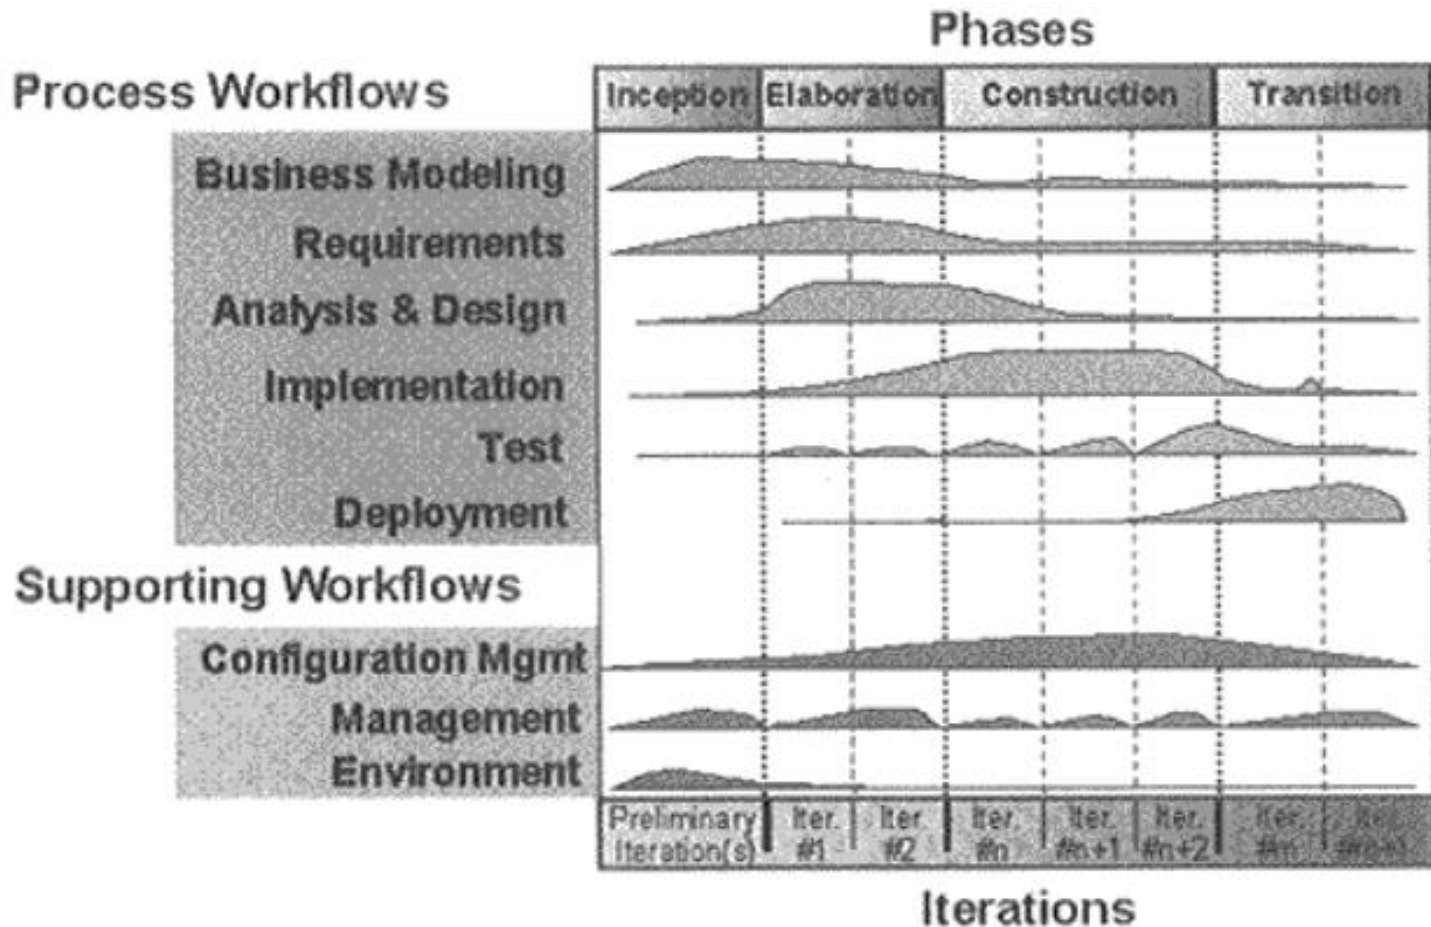 Phases
Process Workflows
Inception Elaboration Construction Transition
Business Modeling
Requirements
Analysis & Design
Implementation
Test
Deployment
Supporting Workflows
Configuration Mgmt
Management
Environment
Preliminary Iteration(s)
Iter. #1
Iter. #2
Iter. #n
Iter. #n+1
Iter. #n+2
Iter. #m
Iterations